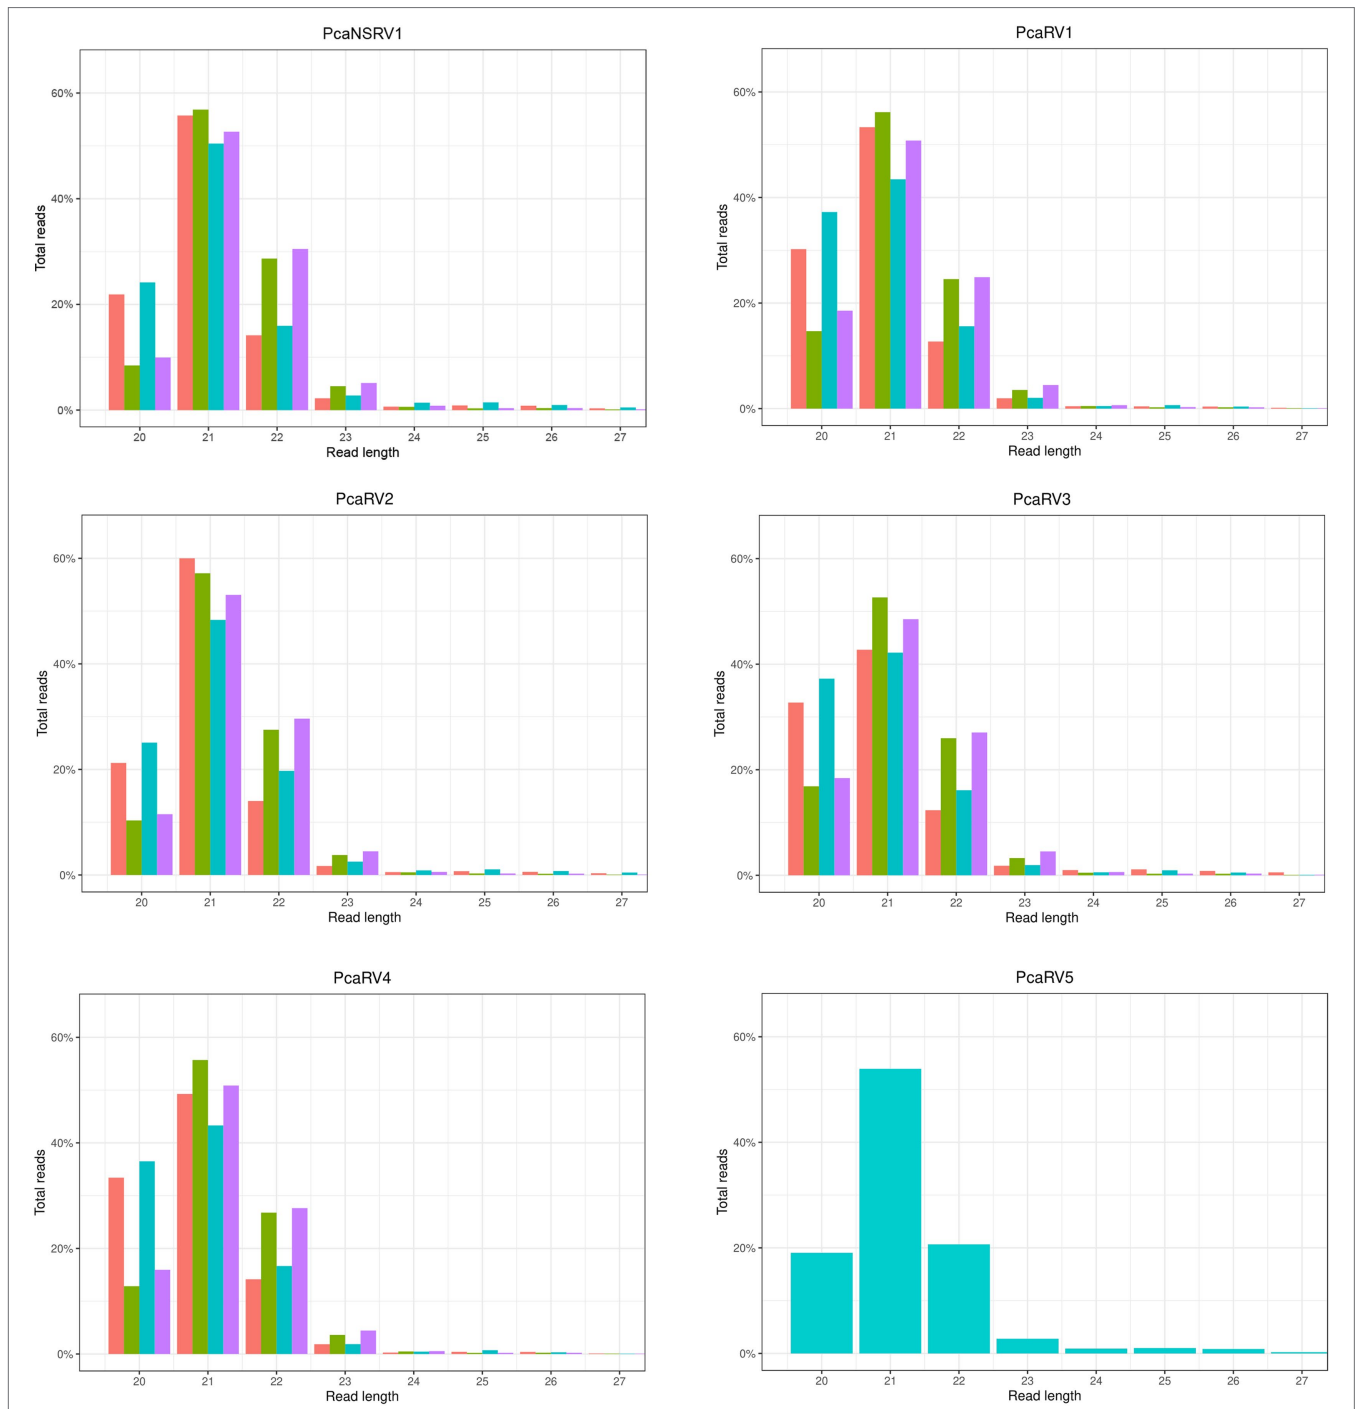 PcaNSRV1
60%
40%
20%
0%
Total reads
20 21 22 23 24 25 26 27
Read length
PcaRV1
60%
40%
20%
0%
Total reads
20 21 22 23 24 25 26 27
Read length
PcaRV2
60%
40%
20%
0%
Total reads
20 21 22 23 24 25 26 27
Read length
PcaRV3
60%
40%
20%
0%
Total reads
20 21 22 23 24 25 26 27
Read length
PcaRV4
60%
40%
20%
0%
Total reads
20 21 22 23 24 25 26 27
Read length
PcaRV5
60%
40%
20%
0%
Total reads
20 21 22 23 24 25 26 27
Read length